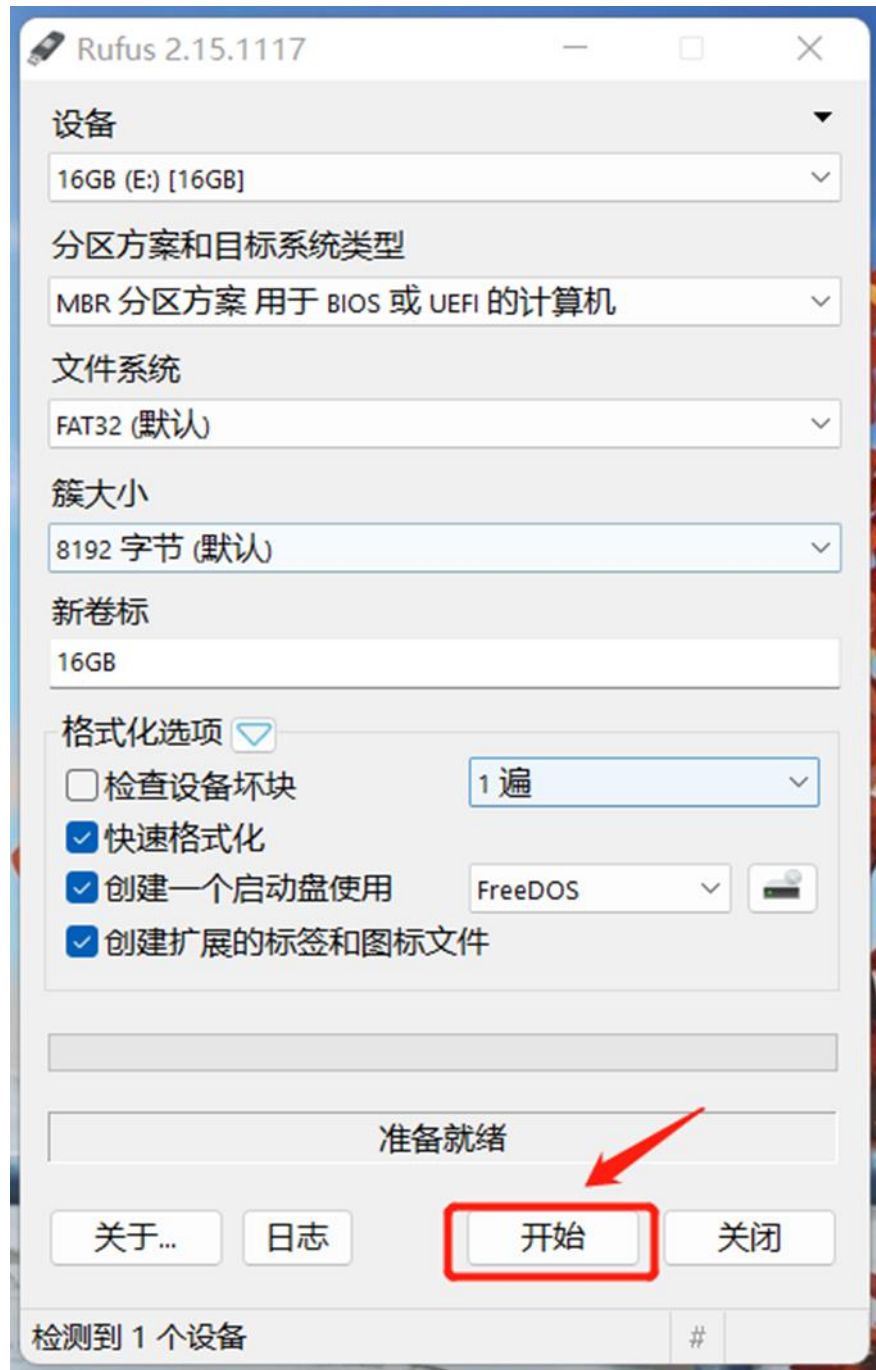 Rufus 2.15.1117
设备
16GB (E:) [16GB]
分区方案和目标系统类型
MBR 分区方案 用于 BIOS 或 UEFI 的计算机
文件系统
FAT32 (默认)
簇大小
8192 字节 (默认)
新卷标
16GB
格式化选项
检查设备坏块 1 遍
快速格式化
创建一个启动盘使用 FreeDOS
创建扩展的标签和图标文件
准备就绪
关于... 日志 开始 关闭
检测到 1 个设备 #